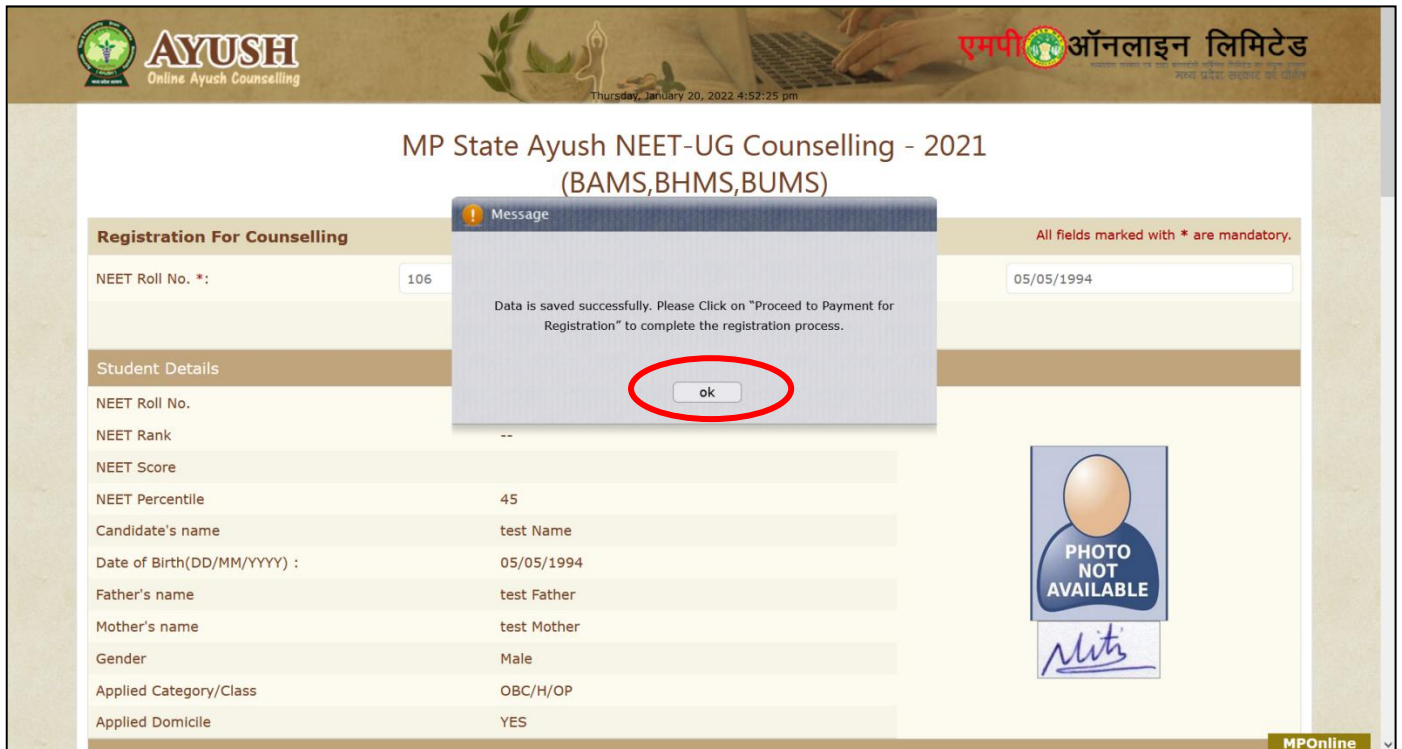 AYUSH
Online Ayush Counselling
एमपी ऑनलाइन लिमिटेड
Thursday, January 20, 2022 4:52:25 pm
MP State Ayush NEET-UG Counselling - 2021
(BAMS,BHMS,BUMS)
Message
Registration For Counselling
All fields marked with * are mandatory.
NEET Roll No. *:
106
05/05/1994
Data is saved successfully. Please Click on "Proceed to Payment for
Registration" to complete the registration process.
ok
Student Details
NEET Roll No.
NEET Rank --
NEET Score
NEET Percentile 45
Candidate's name test Name
Date of Birth(DD/MM/YYYY) : 05/05/1994
Father's name test Father
Mother's name test Mother
Gender Male
Applied Category/Class OBC/H/OP
Applied Domicile YES
PHOTO
NOT
AVAILABLE
MPOnline